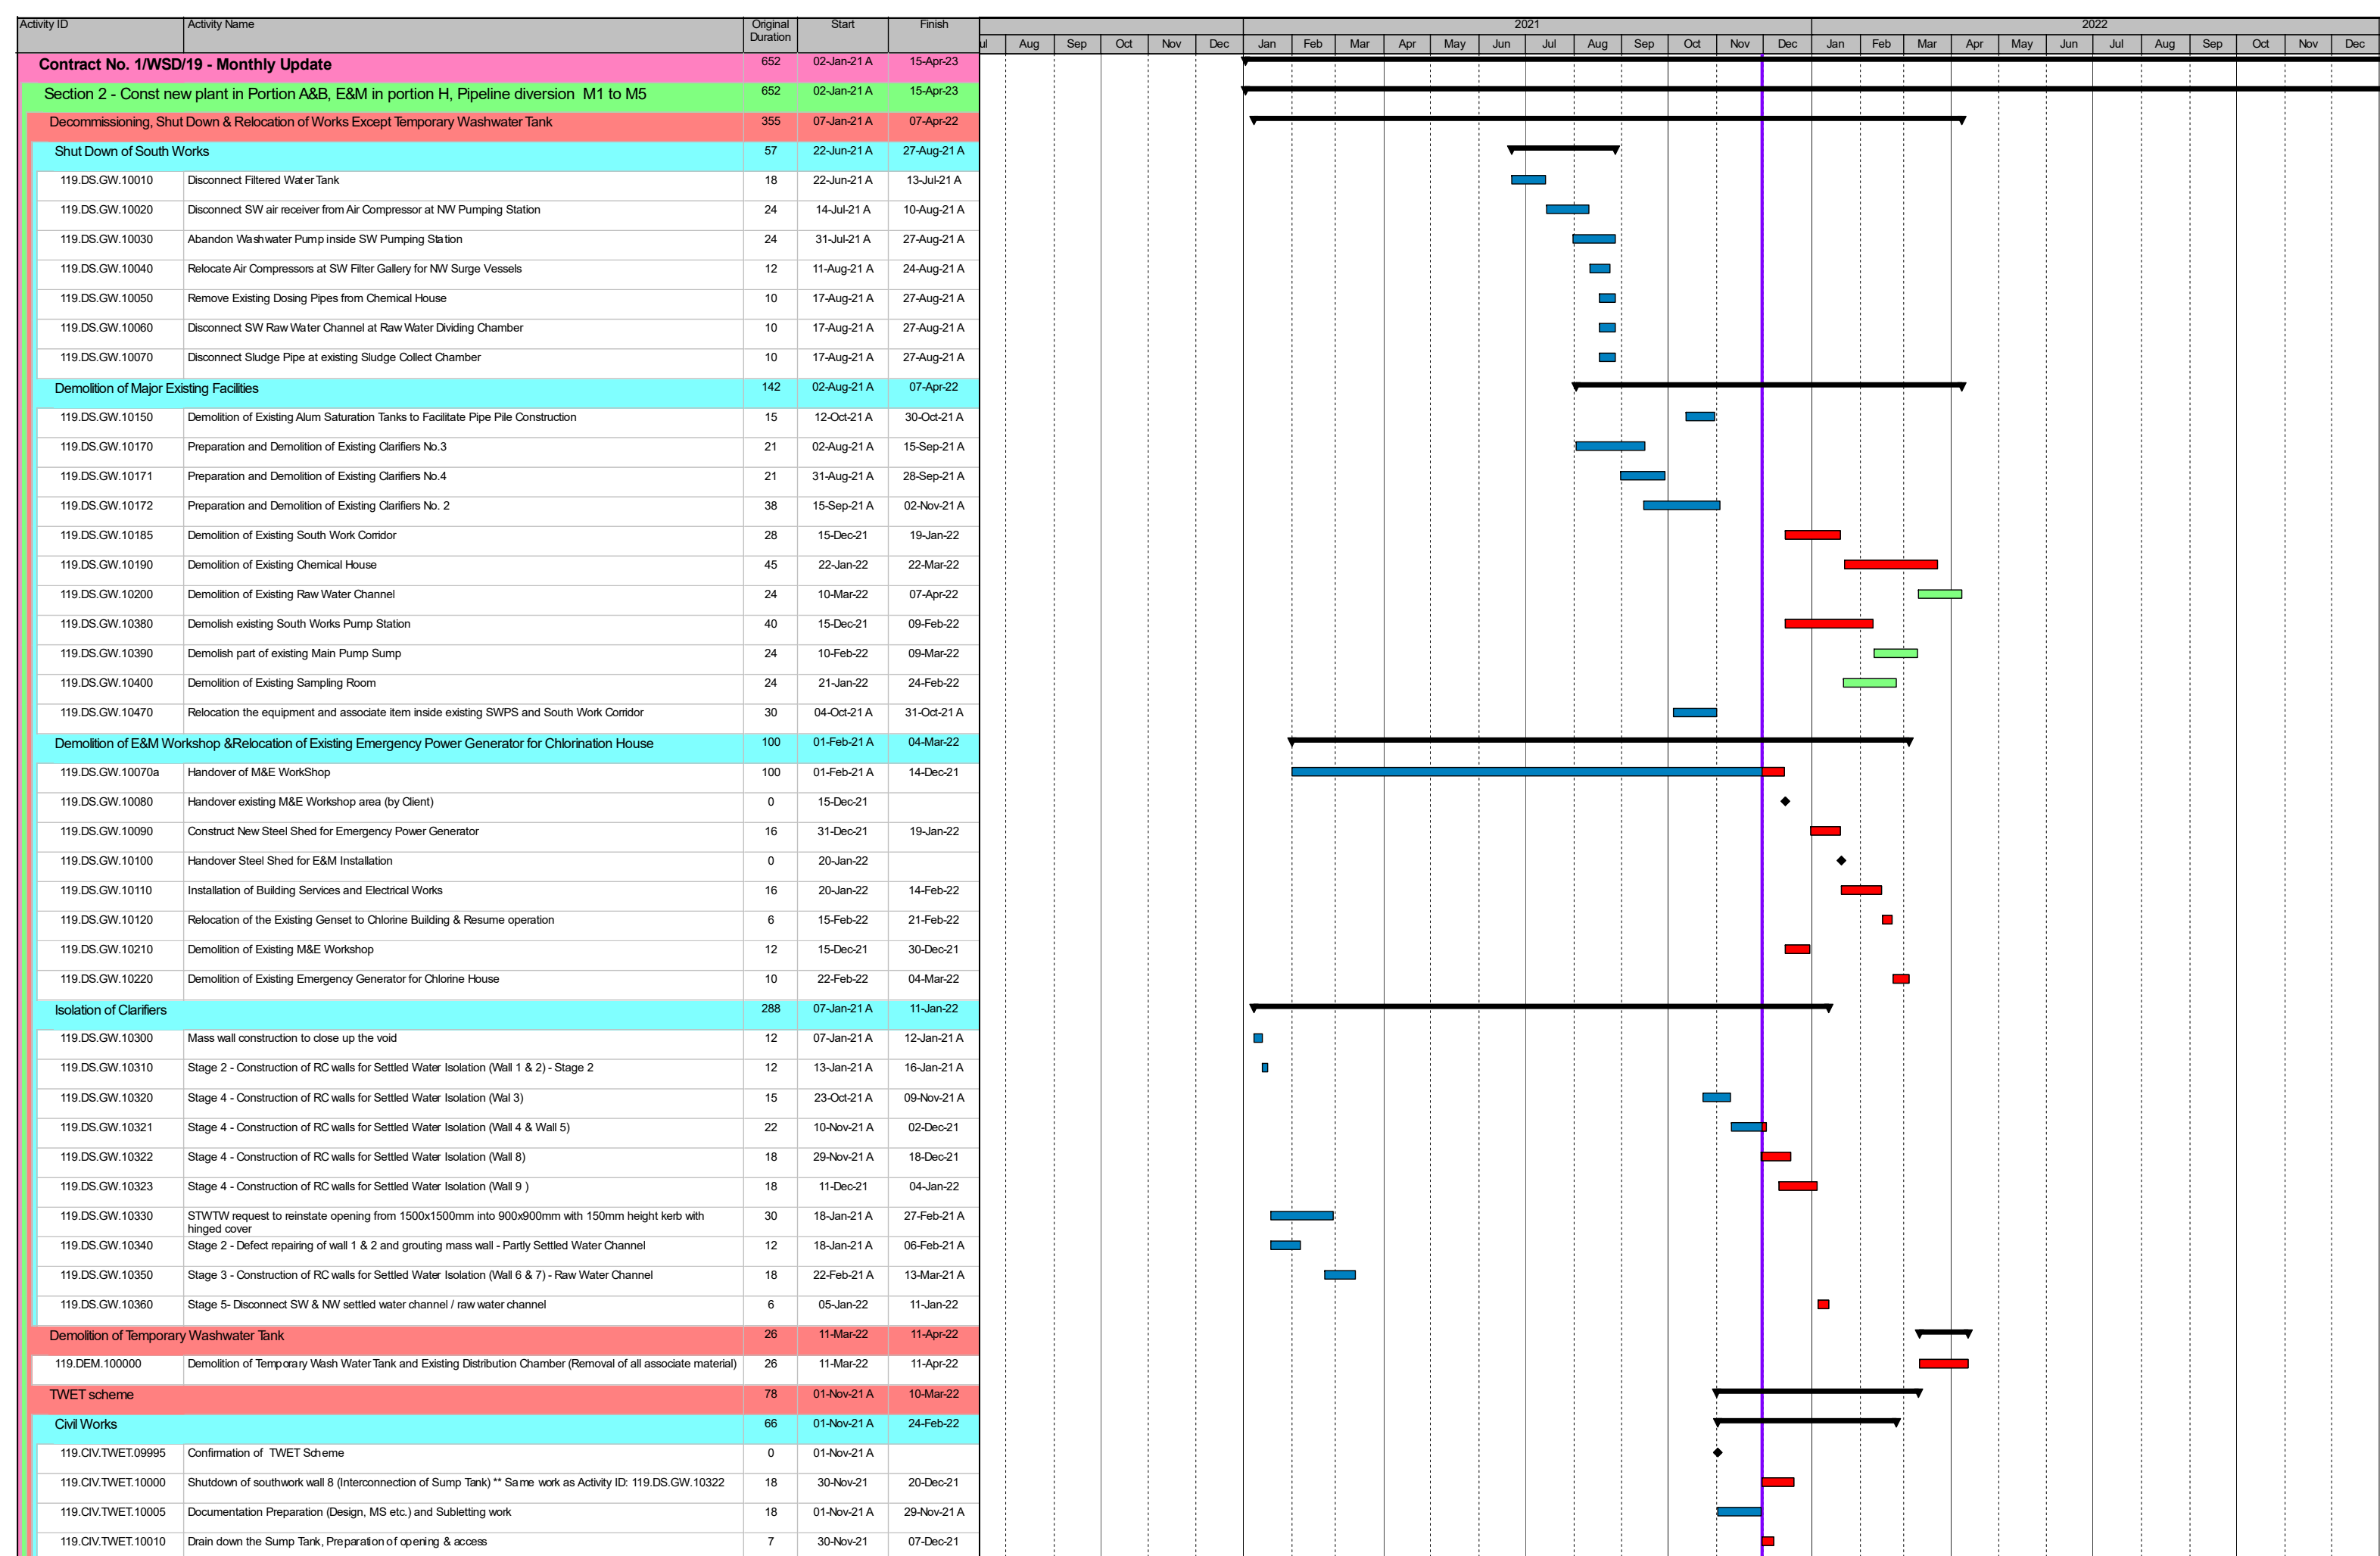 Activity ID Activity Name Original Duration Start Finish 2021 2022
ul Aug Sep Oct Nov Dec Jan Feb Mar Apr May Jun Jul Aug Sep Oct Nov Dec Jan Feb Mar Apr May Jun Jul Aug Sep Oct Nov Dec
Contract No. 1/WSD/19 - Monthly Update 652 02-Jan-21 A 15-Apr-23
Section 2 - Const new plant in Portion A&B, E&M in portion H, Pipeline diversion M1 to M5 652 02-Jan-21 A 15-Apr-23
Decommissioning, Shut Down & Relocation of Works Except Temporary Washwater Tank 355 07-Jan-21 A 07-Apr-22
Shut Down of South Works 57 22-Jun-21 A 27-Aug-21 A
119.DS.GW.10010 Disconnect Filtered Water Tank 18 22-Jun-21 A 13-Jul-21 A
119.DS.GW.10020 Disconnect SW air receiver from Air Compressor at NW Pumping Station 24 14-Jul-21 A 10-Aug-21 A
119.DS.GW.10030 Abandon Washwater Pump inside SW Pumping Station 24 31-Jul-21 A 27-Aug-21 A
119.DS.GW.10040 Relocate Air Compressors at SW Filter Gallery for NW Surge Vessels 12 11-Aug-21 A 24-Aug-21 A
119.DS.GW.10050 Remove Existing Dosing Pipes from Chemical House 10 17-Aug-21 A 27-Aug-21 A
119.DS.GW.10060 Disconnect SW Raw Water Channel at Raw Water Dividing Chamber 10 17-Aug-21 A 27-Aug-21 A
119.DS.GW.10070 Disconnect Sludge Pipe at existing Sludge Collect Chamber 10 17-Aug-21 A 27-Aug-21 A
Demolition of Major Existing Facilities 142 02-Aug-21 A 07-Apr-22
119.DS.GW.10150 Demolition of Existing Alum Saturation Tanks to Facilitate Pipe Pile Construction 15 12-Oct-21 A 30-Oct-21 A
119.DS.GW.10170 Preparation and Demolition of Existing Clarifiers No.3 21 02-Aug-21 A 15-Sep-21 A
119.DS.GW.10171 Preparation and Demolition of Existing Clarifiers No.4 21 31-Aug-21 A 28-Sep-21 A
119.DS.GW.10172 Preparation and Demolition of Existing Clarifiers No. 2 38 15-Sep-21 A 02-Nov-21 A
119.DS.GW.10185 Demolition of Existing South Work Corridor 28 15-Dec-21 19-Jan-22
119.DS.GW.10190 Demolition of Existing Chemical House 45 22-Jan-22 22-Mar-22
119.DS.GW.10200 Demolition of Existing Raw Water Channel 24 10-Mar-22 07-Apr-22
119.DS.GW.10380 Demolish existing South Works Pump Station 40 15-Dec-21 09-Feb-22
119.DS.GW.10390 Demolish part of existing Main Pump Sump 24 10-Feb-22 09-Mar-22
119.DS.GW.10400 Demolition of Existing Sampling Room 24 21-Jan-22 24-Feb-22
119.DS.GW.10470 Relocation the equipment and associate item inside existing SWPS and South Work Corridor 30 04-Oct-21 A 31-Oct-21 A
Demolition of E&M Workshop &Relocation of Existing Emergency Power Generator for Chlorination House 100 01-Feb-21 A 04-Mar-22
119.DS.GW.10070a Handover of M&E WorkShop 100 01-Feb-21 A 14-Dec-21
119.DS.GW.10080 Handover existing M&E Workshop area (by Client) 0 15-Dec-21
119.DS.GW.10090 Construct New Steel Shed for Emergency Power Generator 16 31-Dec-21 19-Jan-22
119.DS.GW.10100 Handover Steel Shed for E&M Installation 0 20-Jan-22
119.DS.GW.10110 Installation of Building Services and Electrical Works 16 20-Jan-22 14-Feb-22
119.DS.GW.10120 Relocation of the Existing Genset to Chlorine Building & Resume operation 6 15-Feb-22 21-Feb-22
119.DS.GW.10210 Demolition of Existing M&E Workshop 12 15-Dec-21 30-Dec-21
119.DS.GW.10220 Demolition of Existing Emergency Generator for Chlorine House 10 22-Feb-22 04-Mar-22
Isolation of Clarifiers 288 07-Jan-21 A 11-Jan-22
119.DS.GW.10300 Mass wall construction to close up the void 12 07-Jan-21 A 12-Jan-21 A
119.DS.GW.10310 Stage 2 - Construction of RC walls for Settled Water Isolation (Wall 1 & 2) - Stage 2 12 13-Jan-21 A 16-Jan-21 A
119.DS.GW.10320 Stage 4 - Construction of RC walls for Settled Water Isolation (Wal 3) 15 23-Oct-21 A 09-Nov-21 A
119.DS.GW.10321 Stage 4 - Construction of RC walls for Settled Water Isolation (Wall 4 & Wall 5) 22 10-Nov-21 A 02-Dec-21
119.DS.GW.10322 Stage 4 - Construction of RC walls for Settled Water Isolation (Wall 8) 18 29-Nov-21 A 18-Dec-21
119.DS.GW.10323 Stage 4 - Construction of RC walls for Settled Water Isolation (Wall 9 ) 18 11-Dec-21 04-Jan-22
119.DS.GW.10330 STWTW request to reinstate opening from 1500x1500mm into 900x900mm with 150mm height kerb with 30 18-Jan-21 A 27-Feb-21 A
hinged cover
119.DS.GW.10340 Stage 2 - Defect repairing of wall 1 & 2 and grouting mass wall - Partly Settled Water Channel 12 18-Jan-21 A 06-Feb-21 A
119.DS.GW.10350 Stage 3 - Construction of RC walls for Settled Water Isolation (Wall 6 & 7) - Raw Water Channel 18 22-Feb-21 A 13-Mar-21 A
119.DS.GW.10360 Stage 5- Disconnect SW & NW settled water channel / raw water channel 6 05-Jan-22 11-Jan-22
Demolition of Temporary Washwater Tank 26 11-Mar-22 11-Apr-22
119.DEM.100000 Demolition of Temporary Wash Water Tank and Existing Distribution Chamber (Removal of all associate material) 26 11-Mar-22 11-Apr-22
TWET scheme 78 01-Nov-21 A 10-Mar-22
Civil Works 66 01-Nov-21 A 24-Feb-22
119.CIV.TWET.09995 Confirmation of TWET Scheme 0 01-Nov-21 A
119.CIV.TWET.10000 Shutdown of southwork wall 8 (Interconnection of Sump Tank) ** Same work as Activity ID: 119.DS.GW.10322 18 30-Nov-21 20-Dec-21
119.CIV.TWET.10005 Documentation Preparation (Design, MS etc.) and Subletting work 18 01-Nov-21 A 29-Nov-21 A
119.CIV.TWET.10010 Drain down the Sump Tank, Preparation of opening & access 7 30-Nov-21 07-Dec-21